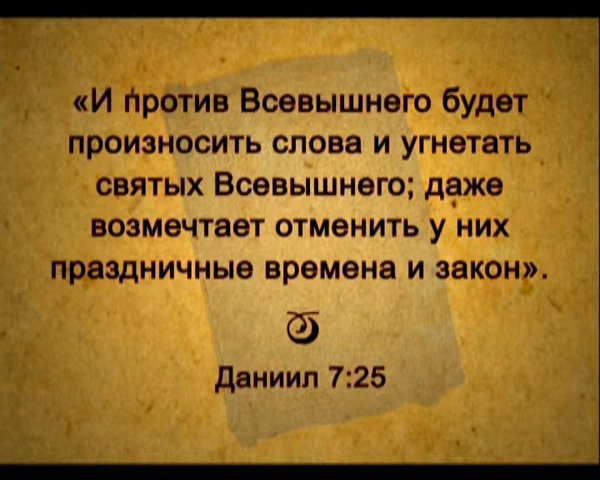 «И против Всевышнего будет
произносить слова и угнетать
святых Всевышнего; даже
возмечтает отменить у них
праздничные времена и закон».
Даниил 7:25